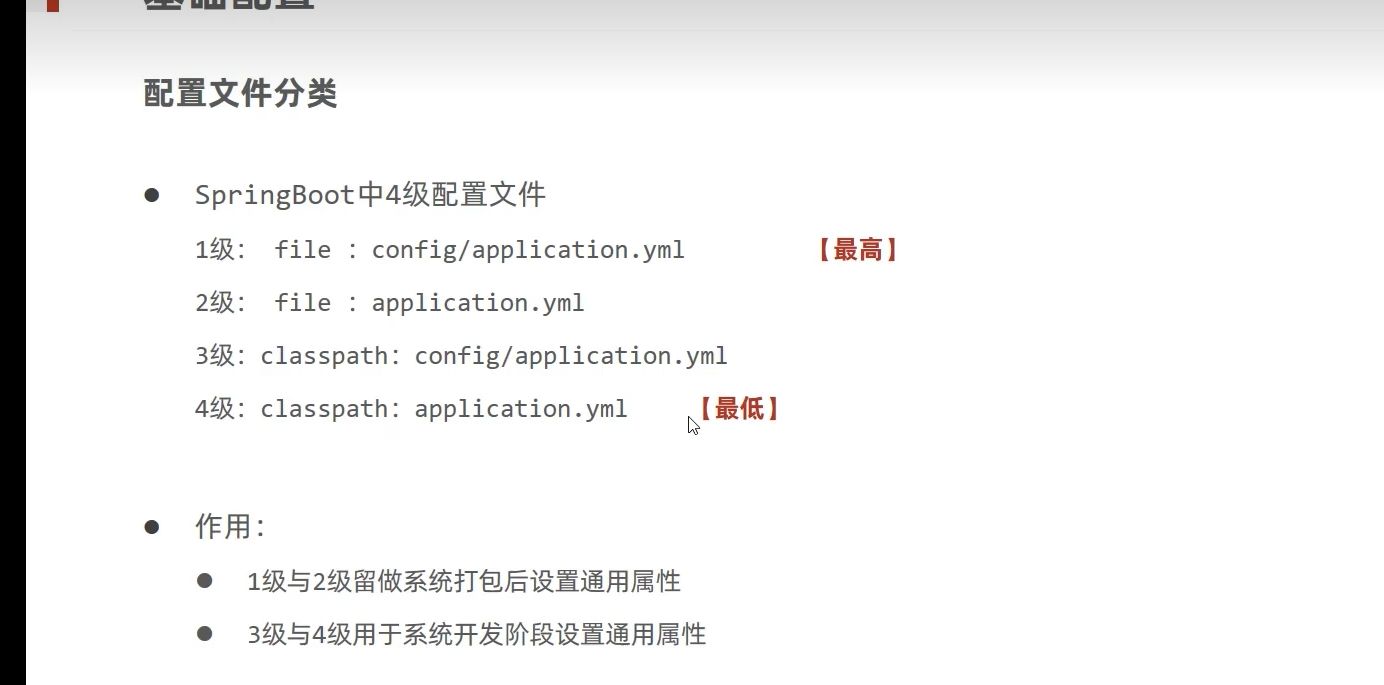 基础配置
配置文件分类
● SpringBoot中4级配置文件
1级： file ：config/application.yml 【最高】
2级： file ：application.yml
3级：classpath：config/application.yml
4级：classpath：application.yml 【最低】
● 作用：
● 1级与2级留做系统打包后设置通用属性
● 3级与4级用于系统开发阶段设置通用属性